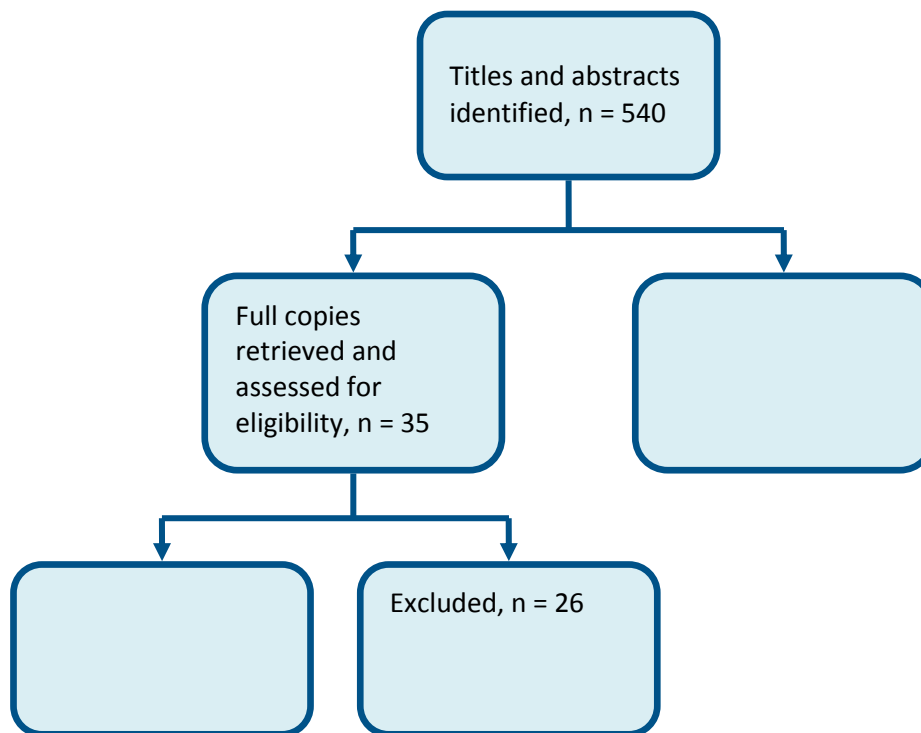 Titles and abstracts
identified, n = 540
Full copies
retrieved and
assessed for
eligibility, n = 35
Excluded, n = 26